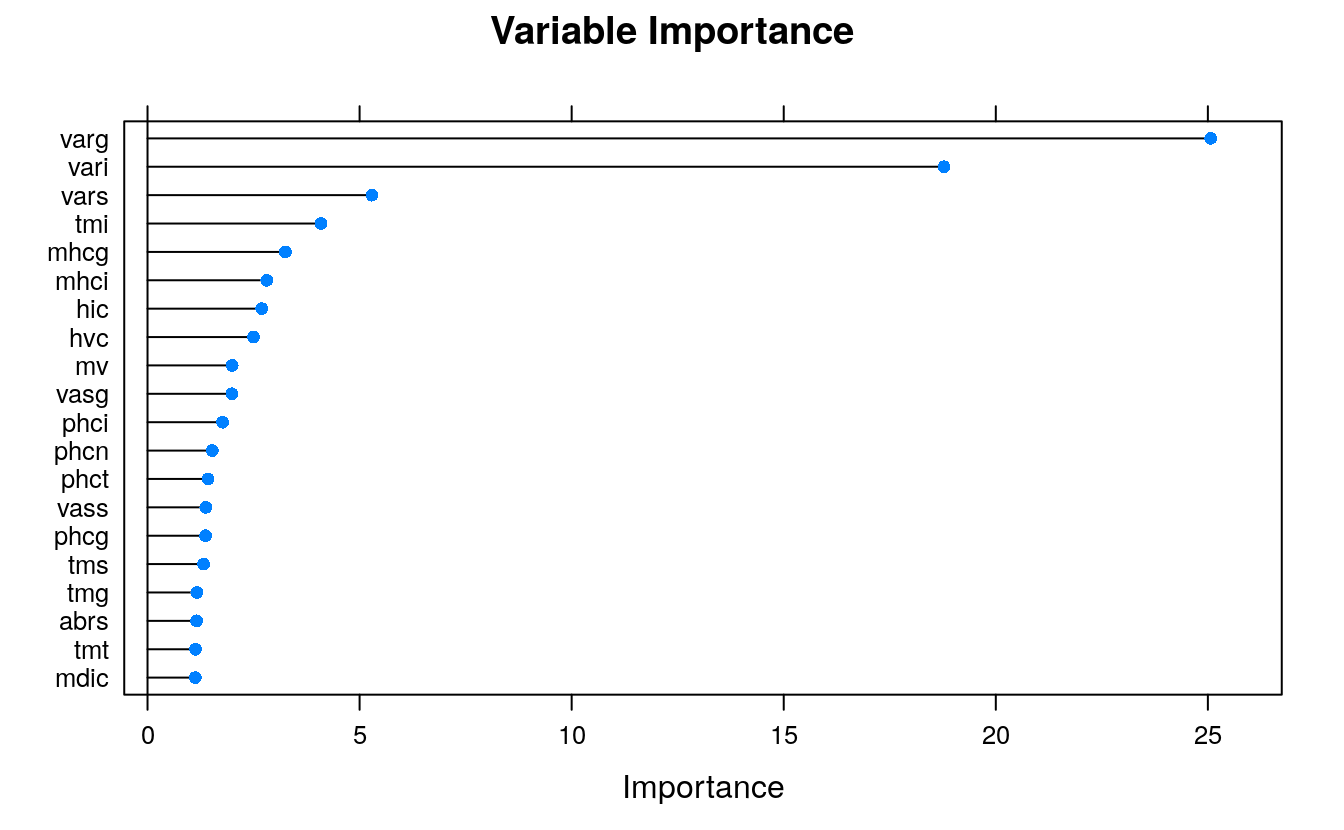 Variable Importance
varg
vari
vars
tmi
mhcg
mhci
hic
hvc
mv
vasg
phci
phcn
phct
vass
phcg
tms
tmg
abrs
tmt
mdic
0 5 10 15 20 25
Importance